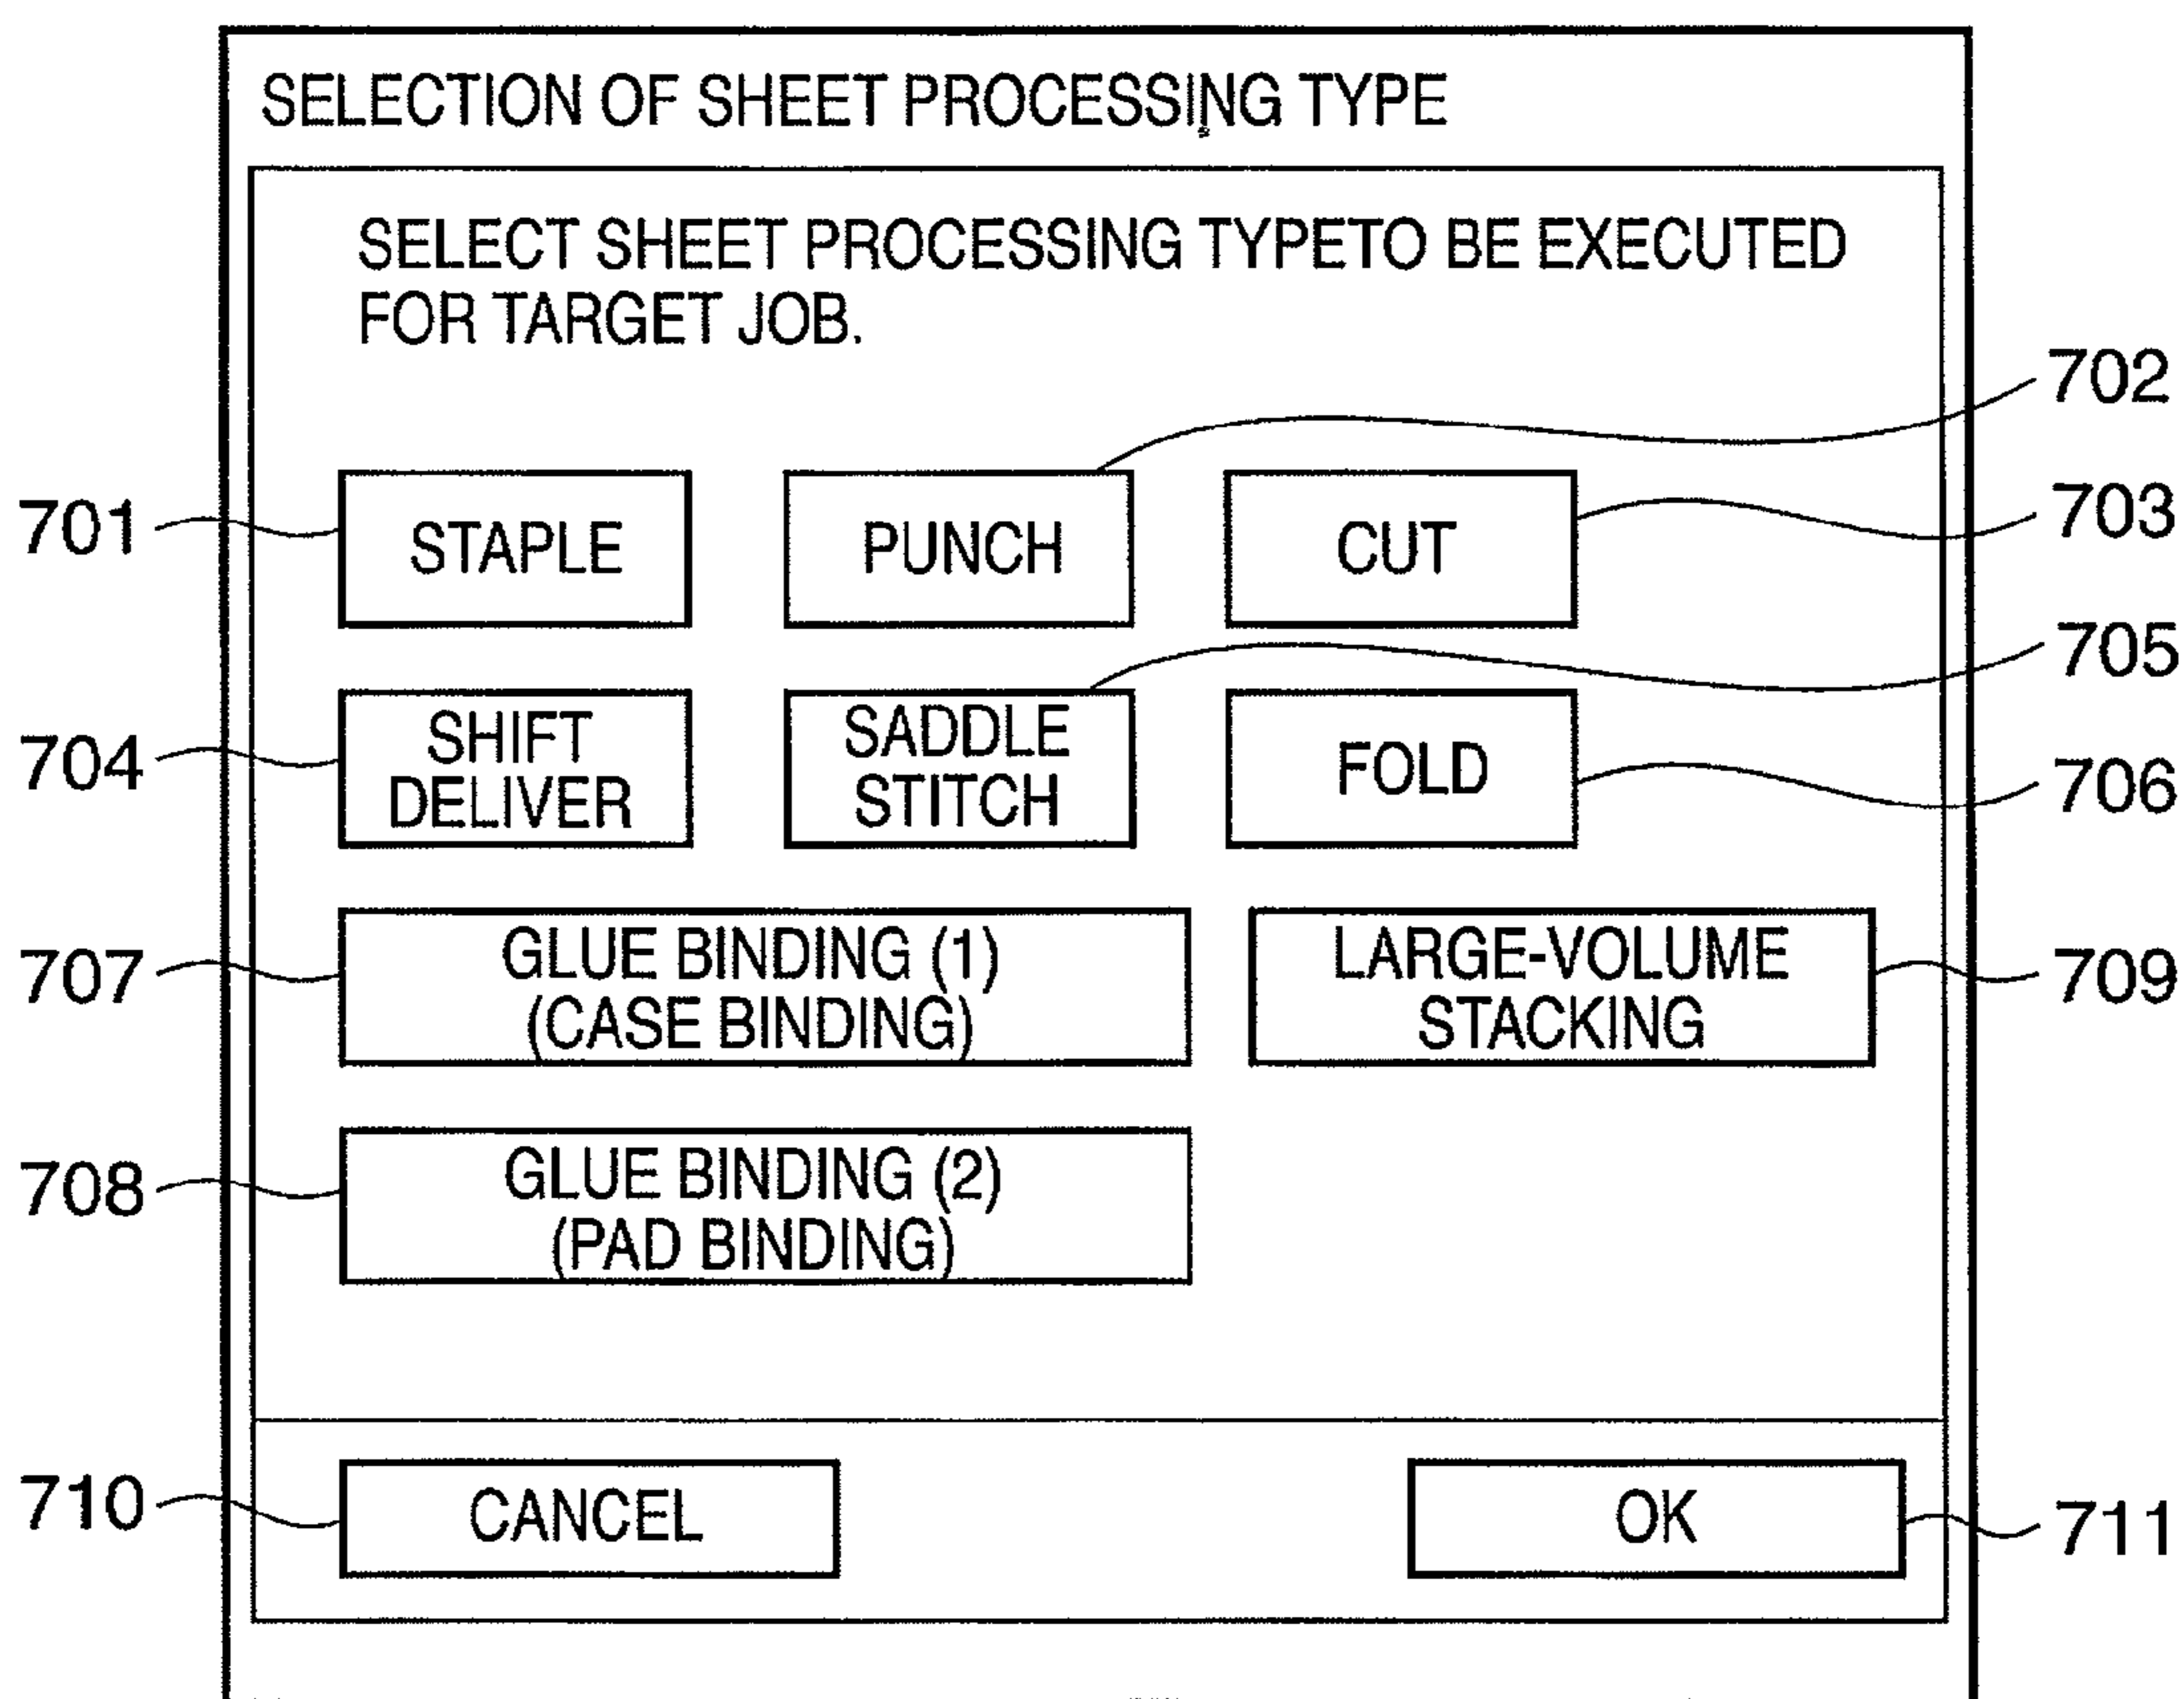 SELECTION OF SHEET PROCESSING TYPE
SELECT SHEET PROCESSING TYPETO BE EXECUTED
FOR TARGET JOB.
702
701
STAPLE
PUNCH
CUT
703
705
704
SHIFT
DELIVER
SADDLE
STITCH
FOLD
706
707
GLUE BINDING (1)
(CASE BINDING)
LARGE-VOLUME
STACKING
709
708
GLUE BINDING (2)
(PAD BINDING)
710
CANCEL
OK
711